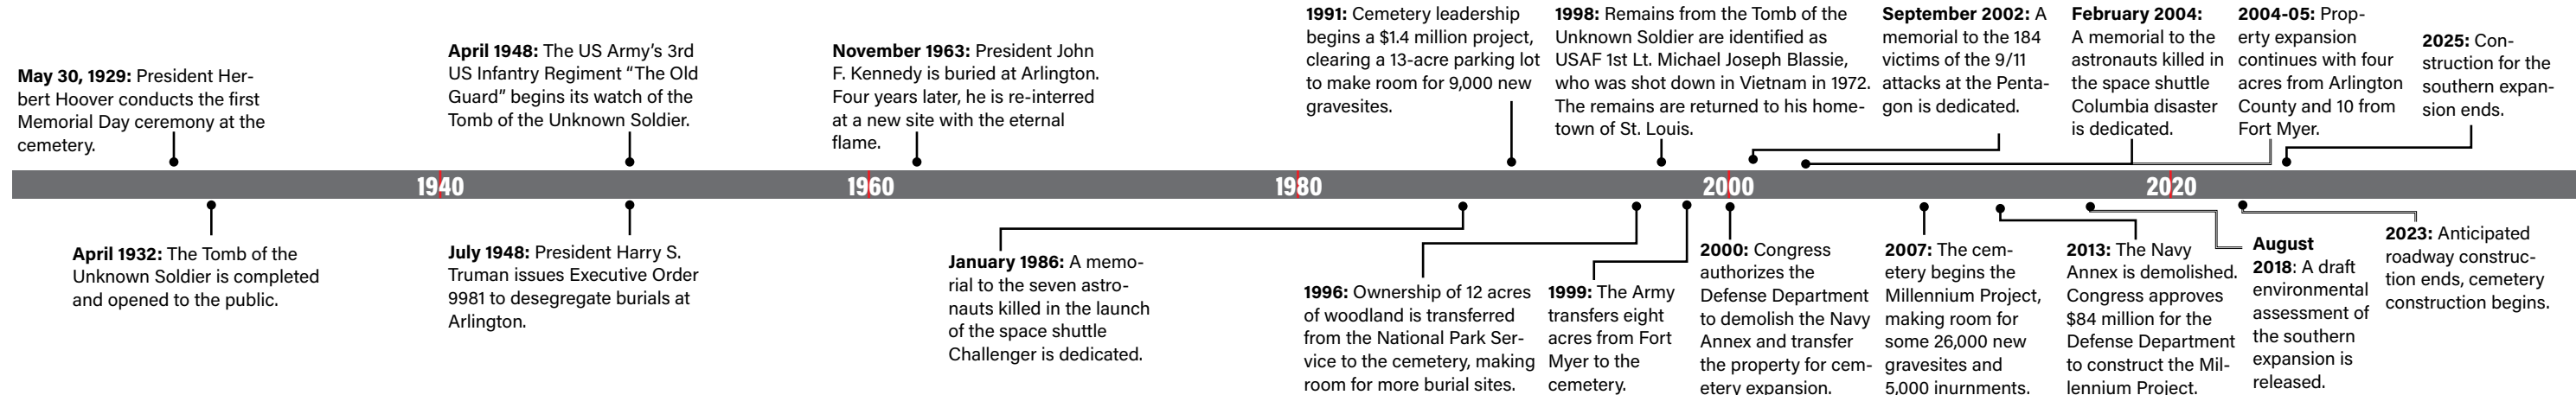 May 30, 1929: President Her-
bert Hoover conducts the first
Memorial Day ceremony at the
cemetery.
April 1948: The US Army’s 3rd
US Infantry Regiment “The Old
Guard” begins its watch of the
Tomb of the Unknown Soldier.
November 1963: President John
F. Kennedy is buried at Arlington.
Four years later, he is re-interred
at a new site with the eternal
flame.
1991: Cemetery leadership
begins a $1.4 million project,
clearing a 13-acre parking lot
to make room for 9,000 new
gravesites.
1998: Remains from the Tomb of the
Unknown Soldier are identified as
USAF 1st Lt. Michael Joseph Blassie,
who was shot down in Vietnam in 1972.
The remains are returned to his home-
town of St. Louis.
September 2002: A
memorial to the 184
victims of the 9/11
attacks at the Penta-
gon is dedicated.
February 2004:
A memorial to the
astronauts killed in
the space shuttle
Columbia disaster
is dedicated.
2004-05: Prop-
erty expansion
continues with four
acres from Arlington
County and 10 from
Fort Myer.
2025: Con-
struction for the
southern expan-
sion ends.
1940
1960
1980
2000
2020
April 1932: The Tomb of the
Unknown Soldier is completed
and opened to the public.
July 1948: President Harry S.
Truman issues Executive Order
9981 to desegregate burials at
Arlington.
January 1986: A memo-
rial to the seven astro-
nauts killed in the launch
of the space shuttle
Challenger is dedicated.
1996: Ownership of 12 acres
of woodland is transferred
from the National Park Ser-
vice to the cemetery, making
room for more burial sites.
1999: The Army
transfers eight
acres from Fort
Myer to the
cemetery.
2000: Congress
authorizes the
Defense Department
to demolish the Navy
Annex and transfer
the property for cem-
etery expansion.
2007: The cem-
etery begins the
Millennium Project,
making room for
some 26,000 new
gravesites and
5,000 inurnments.
2013: The Navy
Annex is demolished.
Congress approves
$84 million for the
Defense Department
to construct the Mil-
lennium Project.
August
2018: A draft
environmental
assessment of
the southern
expansion is
released.
2023: Anticipated
roadway construc-
tion ends, cemetery
construction begins.